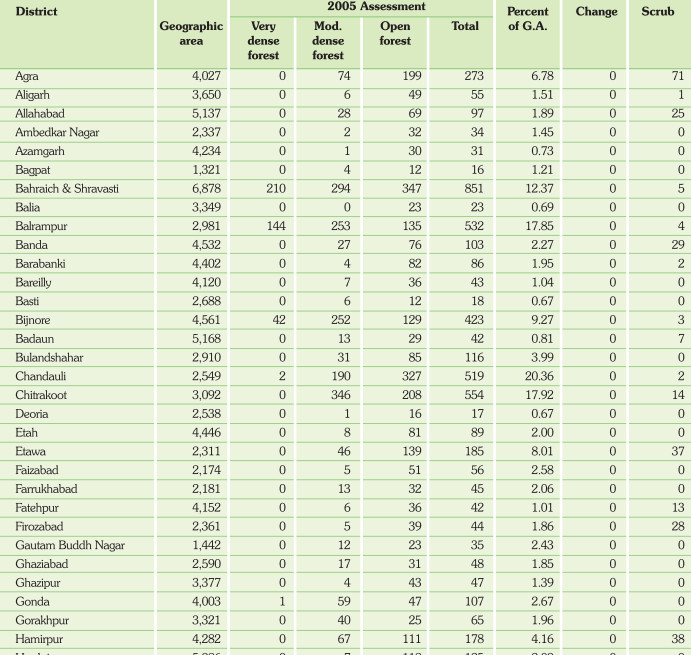 2005 Assessment
District Geographic area Very dense forest Mod. dense forest Open forest Total Percent of G.A. Change Scrub
Agra 4,027 0 74 199 273 6.78 0 71
Aligarh 3,650 0 6 49 55 1.51 0 1
Allahabad 5,137 0 28 69 97 1.89 0 25
Ambedkar Nagar 2,337 0 2 32 34 1.45 0 0
Azamgarh 4,234 0 1 30 31 0.73 0 0
Bagpat 1,321 0 4 12 16 1.21 0 0
Bahraich & Shravasti 6,878 210 294 347 851 12.37 0 5
Balia 3,349 0 0 23 23 0.69 0 0
Balrampur 2,981 144 253 135 532 17.85 0 4
Banda 4,532 0 27 76 103 2.27 0 29
Barabanki 4,402 0 4 82 86 1.95 0 2
Bareilly 4,120 0 7 36 43 1.04 0 0
Basti 2,688 0 6 12 18 0.67 0 0
Bijnore 4,561 42 252 129 423 9.27 0 3
Badaun 5,168 0 13 29 42 0.81 0 7
Bulandshahar 2,910 0 31 85 116 3.99 0 0
Chandauli 2,549 2 190 327 519 20.36 0 2
Chitrakoot 3,092 0 346 208 554 17.92 0 14
Deoria 2,538 0 1 16 17 0.67 0 0
Etah 4,446 0 8 81 89 2.00 0 0
Etawa 2,311 0 46 139 185 8.01 0 37
Faizabad 2,174 0 5 51 56 2.58 0 0
Farrukhabad 2,181 0 13 32 45 2.06 0 0
Fatehpur 4,152 0 6 36 42 1.01 0 13
Firozabad 2,361 0 5 39 44 1.86 0 28
Gautam Buddh Nagar 1,442 0 12 23 35 2.43 0 0
Ghaziabad 2,590 0 17 31 48 1.85 0 0
Ghazipur 3,377 0 4 43 47 1.39 0 0
Gonda 4,003 1 59 47 107 2.67 0 0
Gorakhpur 3,321 0 40 25 65 1.96 0 0
Hamirpur 4,282 0 67 111 178 4.16 0 38